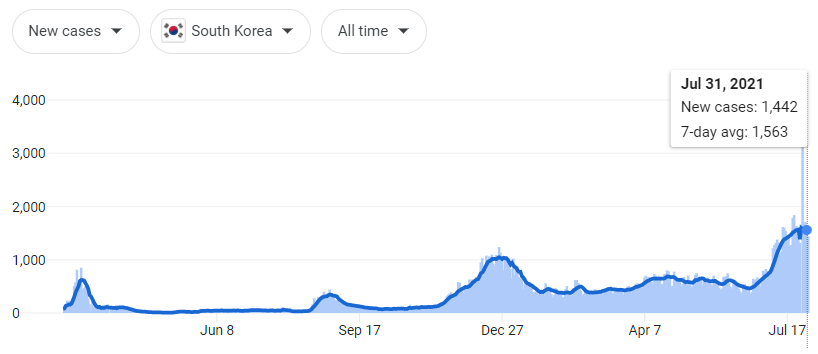 New cases South Korea All time
Jul 31, 2021
New cases: 1,442
7-day avg: 1,563
4,000
3,000
2,000
1,000
0
Jun 8 Sep 17 Dec 27 Apr 7 Jul 17